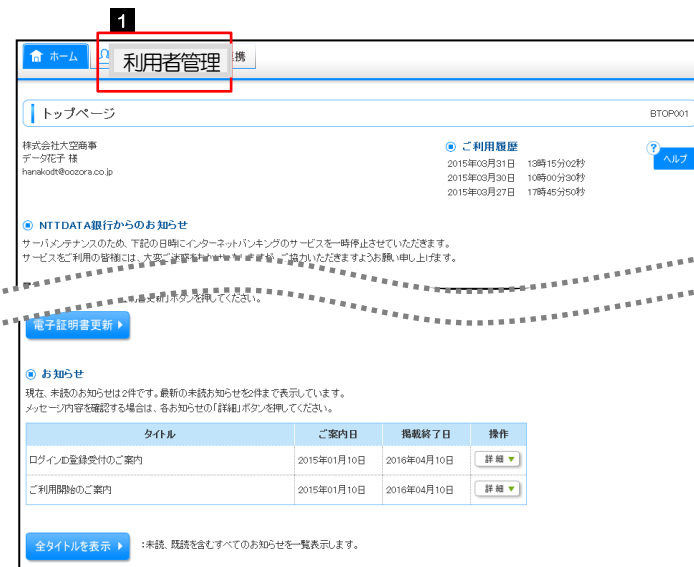 1
ホーム 利用者管理 携
トップページ BTOP001
株式会社大空商事
データ花子 様
hanakodt@oozora.co.jp
ご利用履歴
2015年03月31日 13時15分02秒
2015年03月30日 10時00分30秒
2015年03月27日 17時45分50秒
? ヘルプ
NTTDATA銀行からのお知らせ
サーバメンテナンスのため、下記の日時にインターネットバンキングのサービスを一時停止させていただきます。
サービスをご利用の皆様には、大変ご迷惑をおかけいたしますが、ご協力いただきますようお願い申し上げます。
書更新」ボタンを押してください。
電子証明書更新
お知らせ
現在、未読のお知らせは2件です。最新の未読お知らせを2件まで表示しています。
メッセージ内容を確認する場合は、各お知らせの「詳細」ボタンを押してください。
タイトル ご案内日 掲載終了日 操作
ログインID登録受付のご案内 2015年01月10日 2016年04月10日 詳細
ご利用開始のご案内 2015年01月10日 2016年04月10日 詳細
全タイトルを表示 :未読、既読を含むすべてのお知らせを一覧表示します。